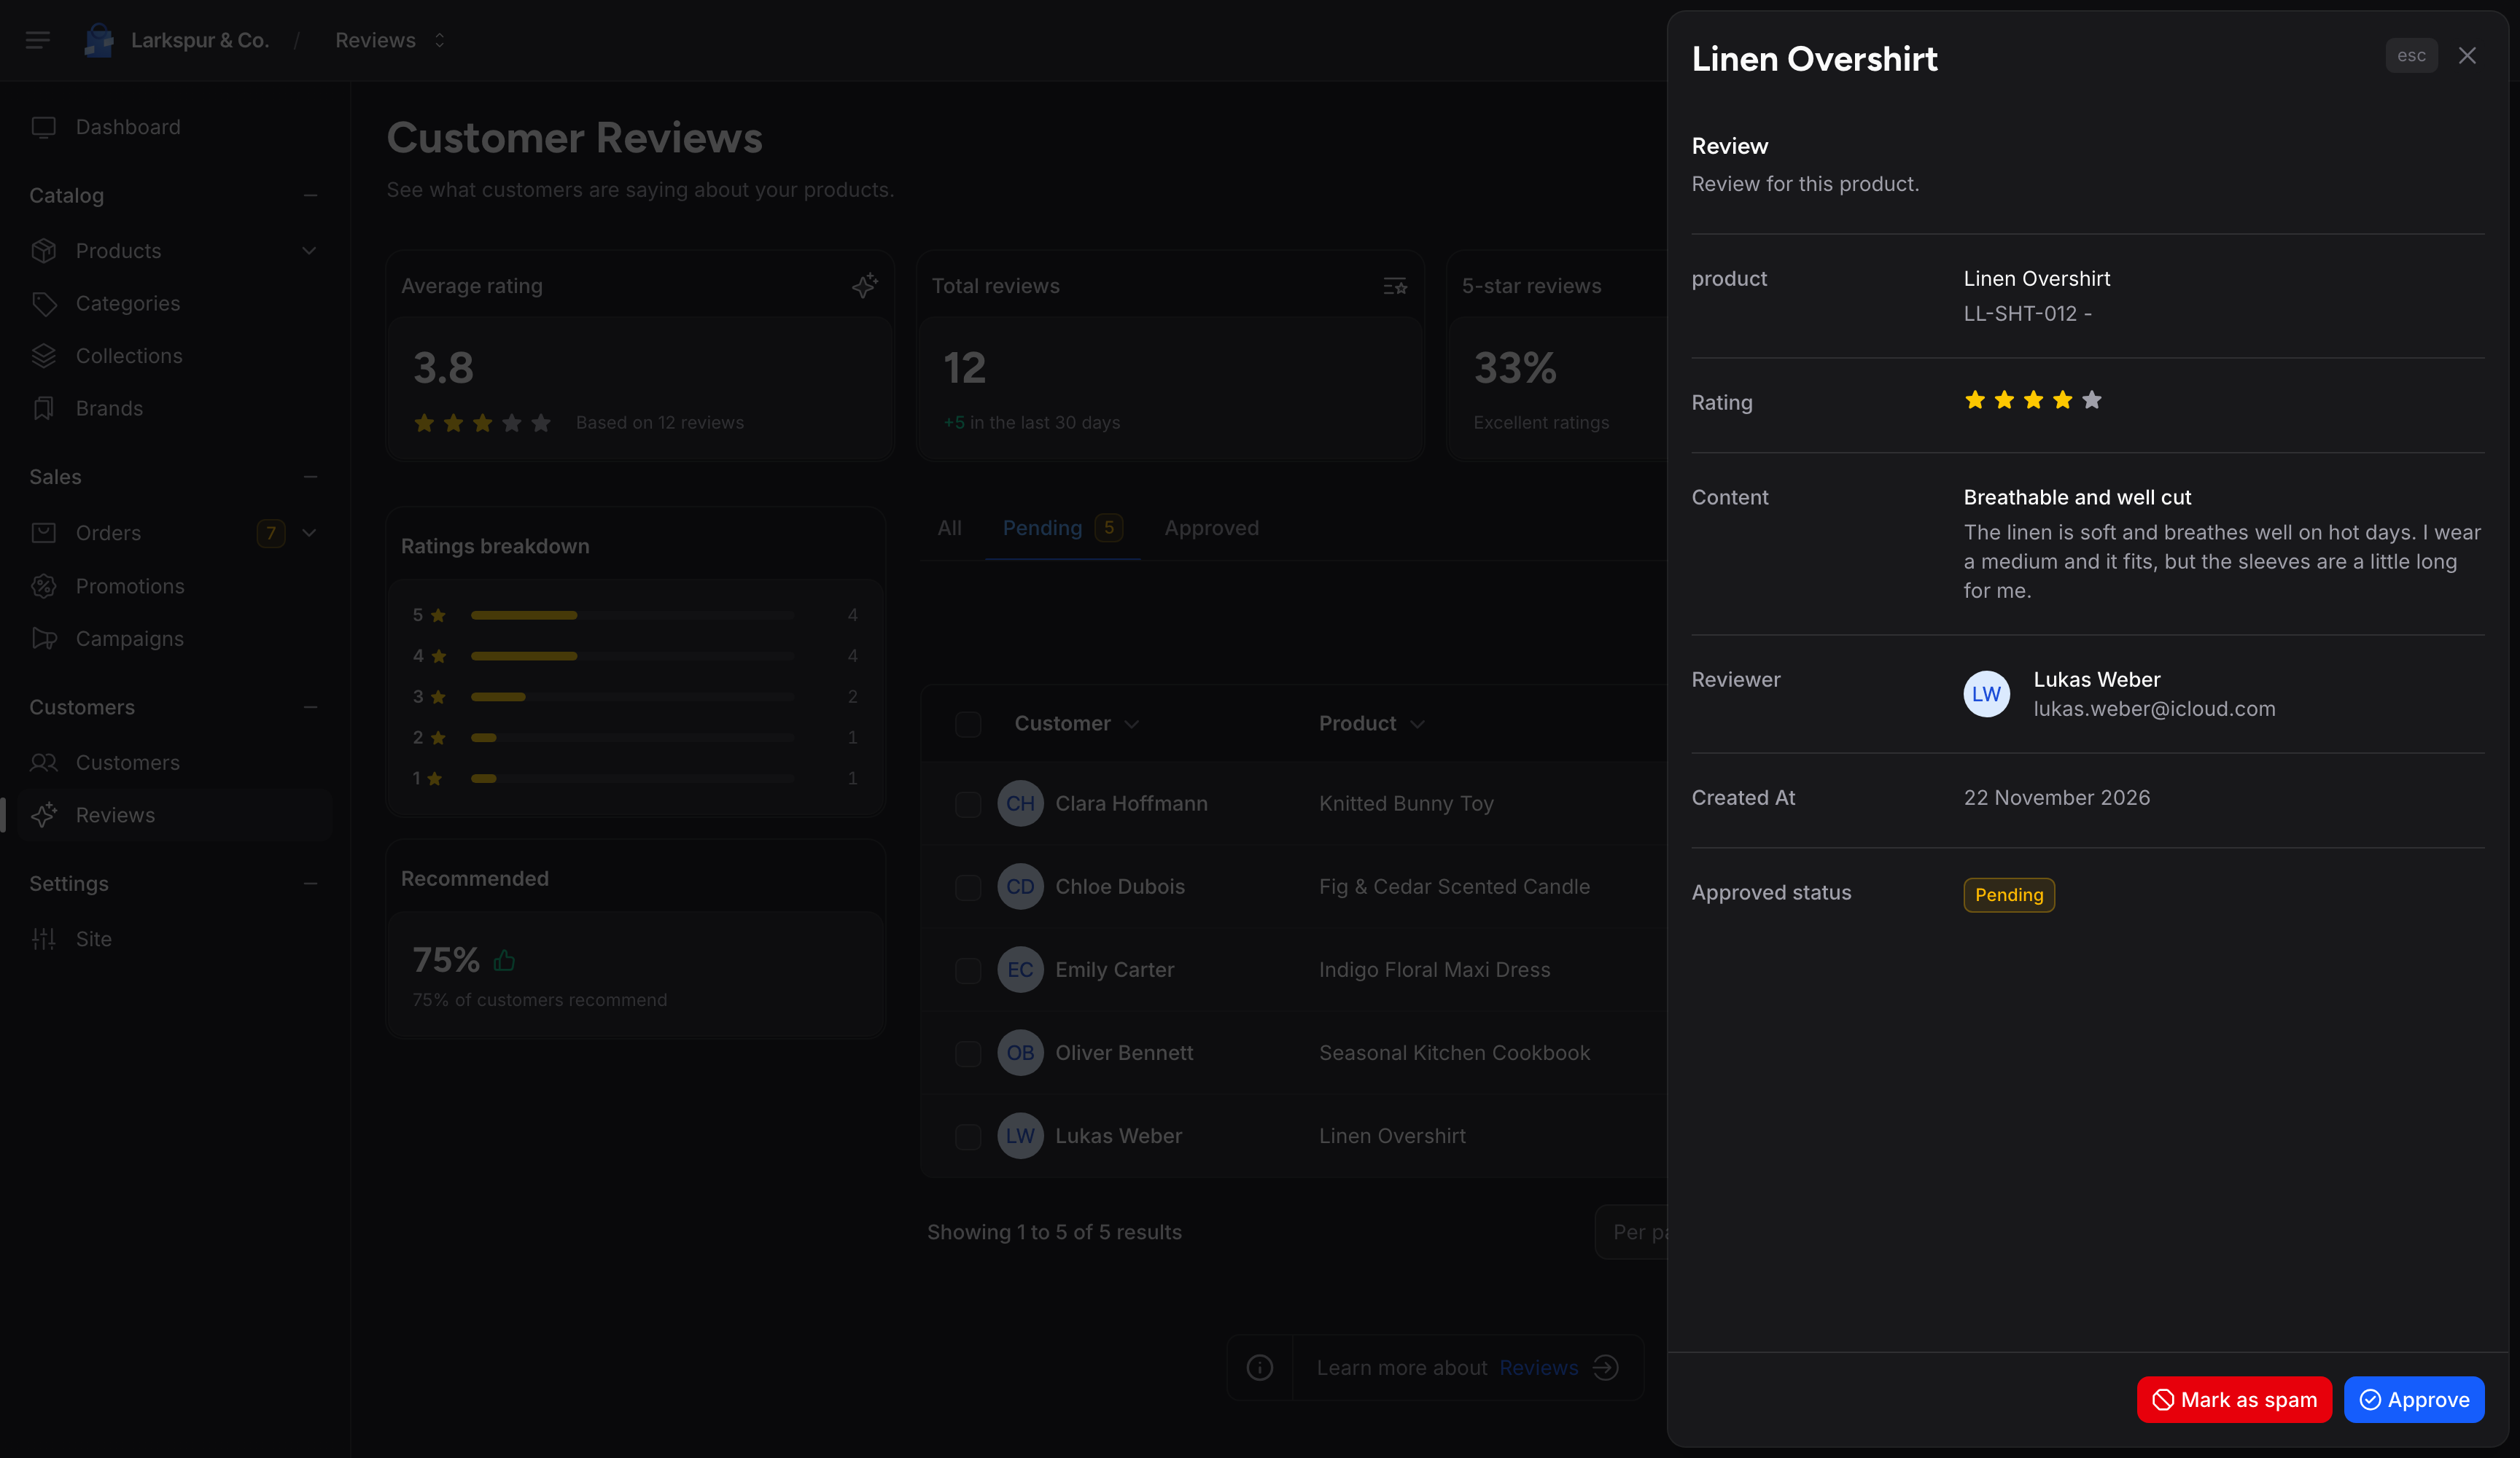 Larkspur & Co. / Reviews
Dashboard
Catalog
Products
Categories
Collections
Brands
Sales
Orders 7
Promotions
Campaigns
Customers
Customers
Reviews
Settings
Site
Customer Reviews
See what customers are saying about your products.
Average rating
3.8
Based on 12 reviews
Total reviews
12
+5 in the last 30 days
5-star reviews
33%
Excellent ratings
Ratings breakdown
5 4
4 4
3 2
2 1
1 1
Recommended
75%
75% of customers recommend
All Pending 5 Approved
Customer Product
CH Clara Hoffmann Knitted Bunny Toy
CD Chloe Dubois Fig & Cedar Scented Candle
EC Emily Carter Indigo Floral Maxi Dress
OB Oliver Bennett Seasonal Kitchen Cookbook
LW Lukas Weber Linen Overshirt
Showing 1 to 5 of 5 results
Per
Learn more about Reviews
Linen Overshirt
esc
Review
Review for this product.
product
Linen Overshirt
LL-SHT-012 -
Rating
Content
Breathable and well cut
The linen is soft and breathes well on hot days. I wear
a medium and it fits, but the sleeves are a little long
for me.
Reviewer
LW
Lukas Weber
lukas.weber@icloud.com
Created At
22 November 2026
Approved status
Pending
Mark as spam
Approve